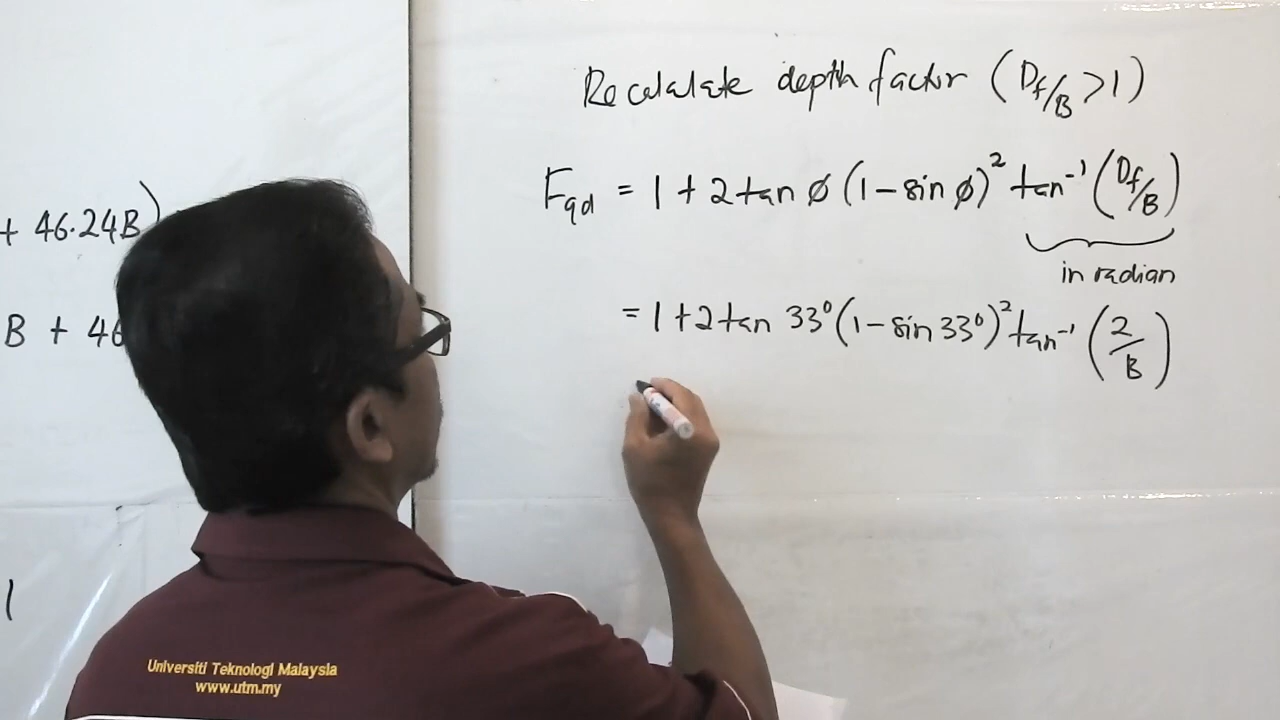 Recalculate depth factor (Df/B > 1)
Fqd = 1 + 2 tan ø (1 − sin ø)² tan⁻¹ (Df/B)
in radian
= 1 + 2 tan 33° (1 − sin 33°)² tan⁻¹ (2/B)
+ 46.24B)
B + 46
1
Universiti Teknologi Malaysia
www.utm.my